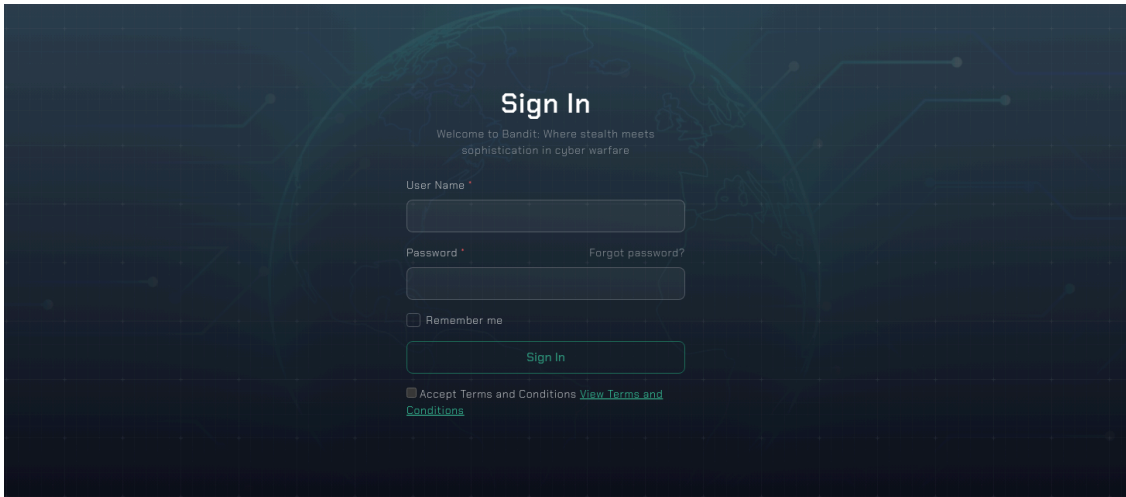 Sign In
Welcome to Bandit: Where stealth meets
sophistication in cyber warfare
User Name *
Password * Forgot password?
Remember me
Sign In
Accept Terms and Conditions View Terms and
Conditions